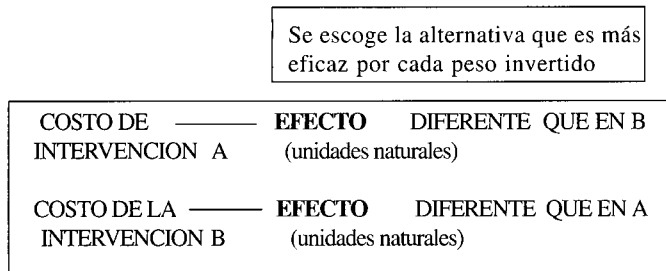 Se escoge la alternativa que es más
eficaz por cada peso invertido
COSTO DE EFECTO DIFERENTE QUE EN B
INTERVENCION A (unidades naturales)
COSTO DE LA EFECTO DIFERENTE QUE EN A
INTERVENCION B (unidades naturales)